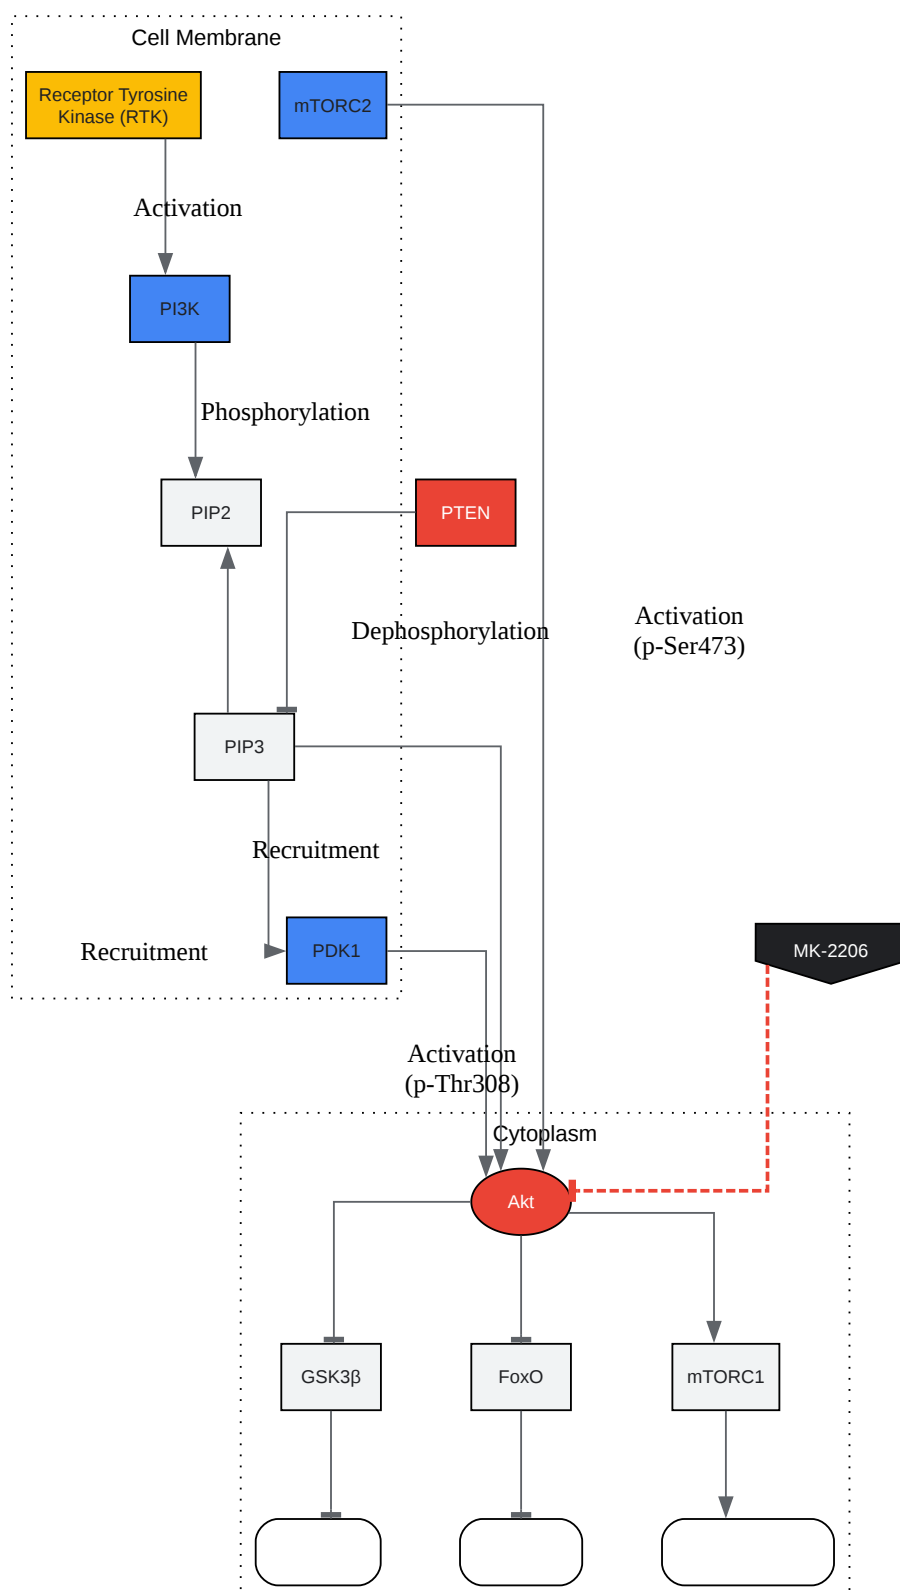 Cell Membrane
Receptor Tyrosine
Kinase (RTK)
mTORC2
Activation
PI3K
Phosphorylation
PIP2
PTEN
Dephosphorylation
Activation
(p-Ser473)
PIP3
Recruitment
Recruitment
PDK1
MK-2206
Activation
(p-Thr308)
Cytoplasm
Akt
GSK3β
FoxO
mTORC1